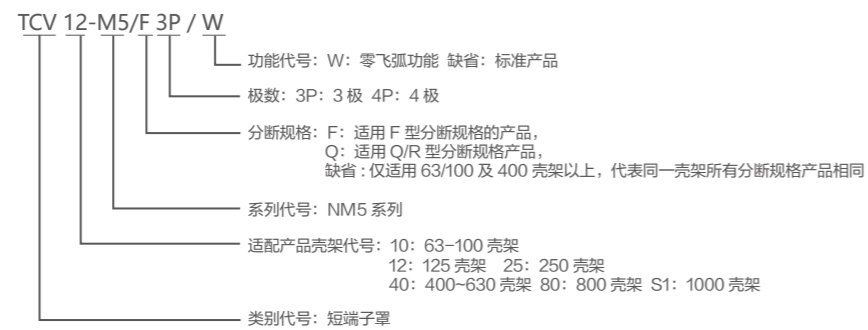 TCV 12-M5/F 3P / W
功能代号：W：零飞弧功能 缺省：标准产品
极数：3P：3 极 4P：4 极
分断规格：F：适用 F 型分断规格的产品，
Q：适用 Q/R 型分断规格产品，
缺省：仅适用 63/100 及 400 壳架以上，代表同一壳架所有分断规格产品相同
系列代号：NM5 系列
适配产品壳架代号：10：63-100 壳架
12：125 壳架 25：250 壳架
40：400~630 壳架 80：800 壳架 S1：1000 壳架
类别代号：短端子罩